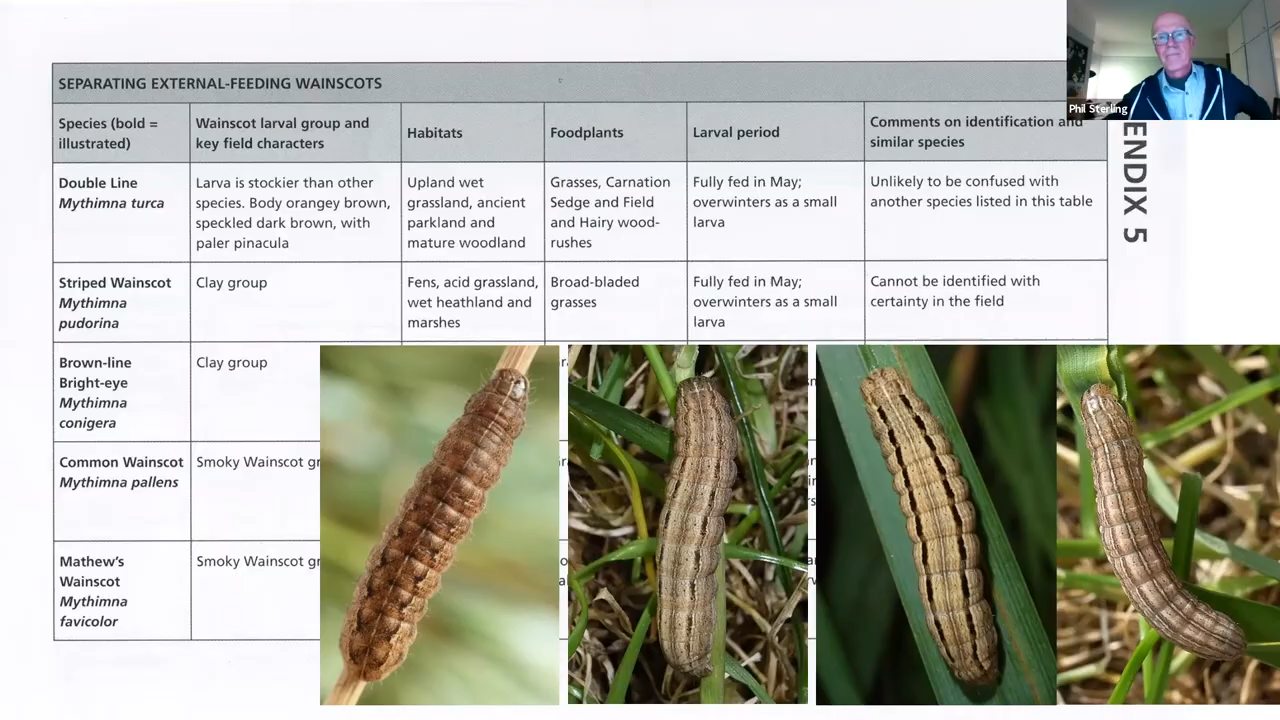 Phil Sterling
SEPARATING EXTERNAL-FEEDING WAINSCOTS
Species (bold =
illustrated)
Wainscot larval group and
key field characters
Habitats
Foodplants
Larval period
Comments on identification and
similar species
Double Line
Mythimna turca
Larva is stockier than other
species. Body orangey brown,
speckled dark brown, with
paler pinacula
Upland wet
grassland, ancient
parkland and
mature woodland
Grasses, Carnation
Sedge and Field
and Hairy wood-
rushes
Fully fed in May;
overwinters as a small
larva
Unlikely to be confused with
another species listed in this table
Striped Wainscot
Mythimna
pudorina
Clay group
Fens, acid grassland,
wet heathland and
marshes
Broad-bladed
grasses
Fully fed in May;
overwinters as a small
larva
Cannot be identified with
certainty in the field
Brown-line
Bright-eye
Mythimna
conigera
Clay group
Common Wainscot
Mythimna pallens
Smoky Wainscot gr
Mathew's
Wainscot
Mythimna
favicolor
Smoky Wainscot gr
ENDIX 5